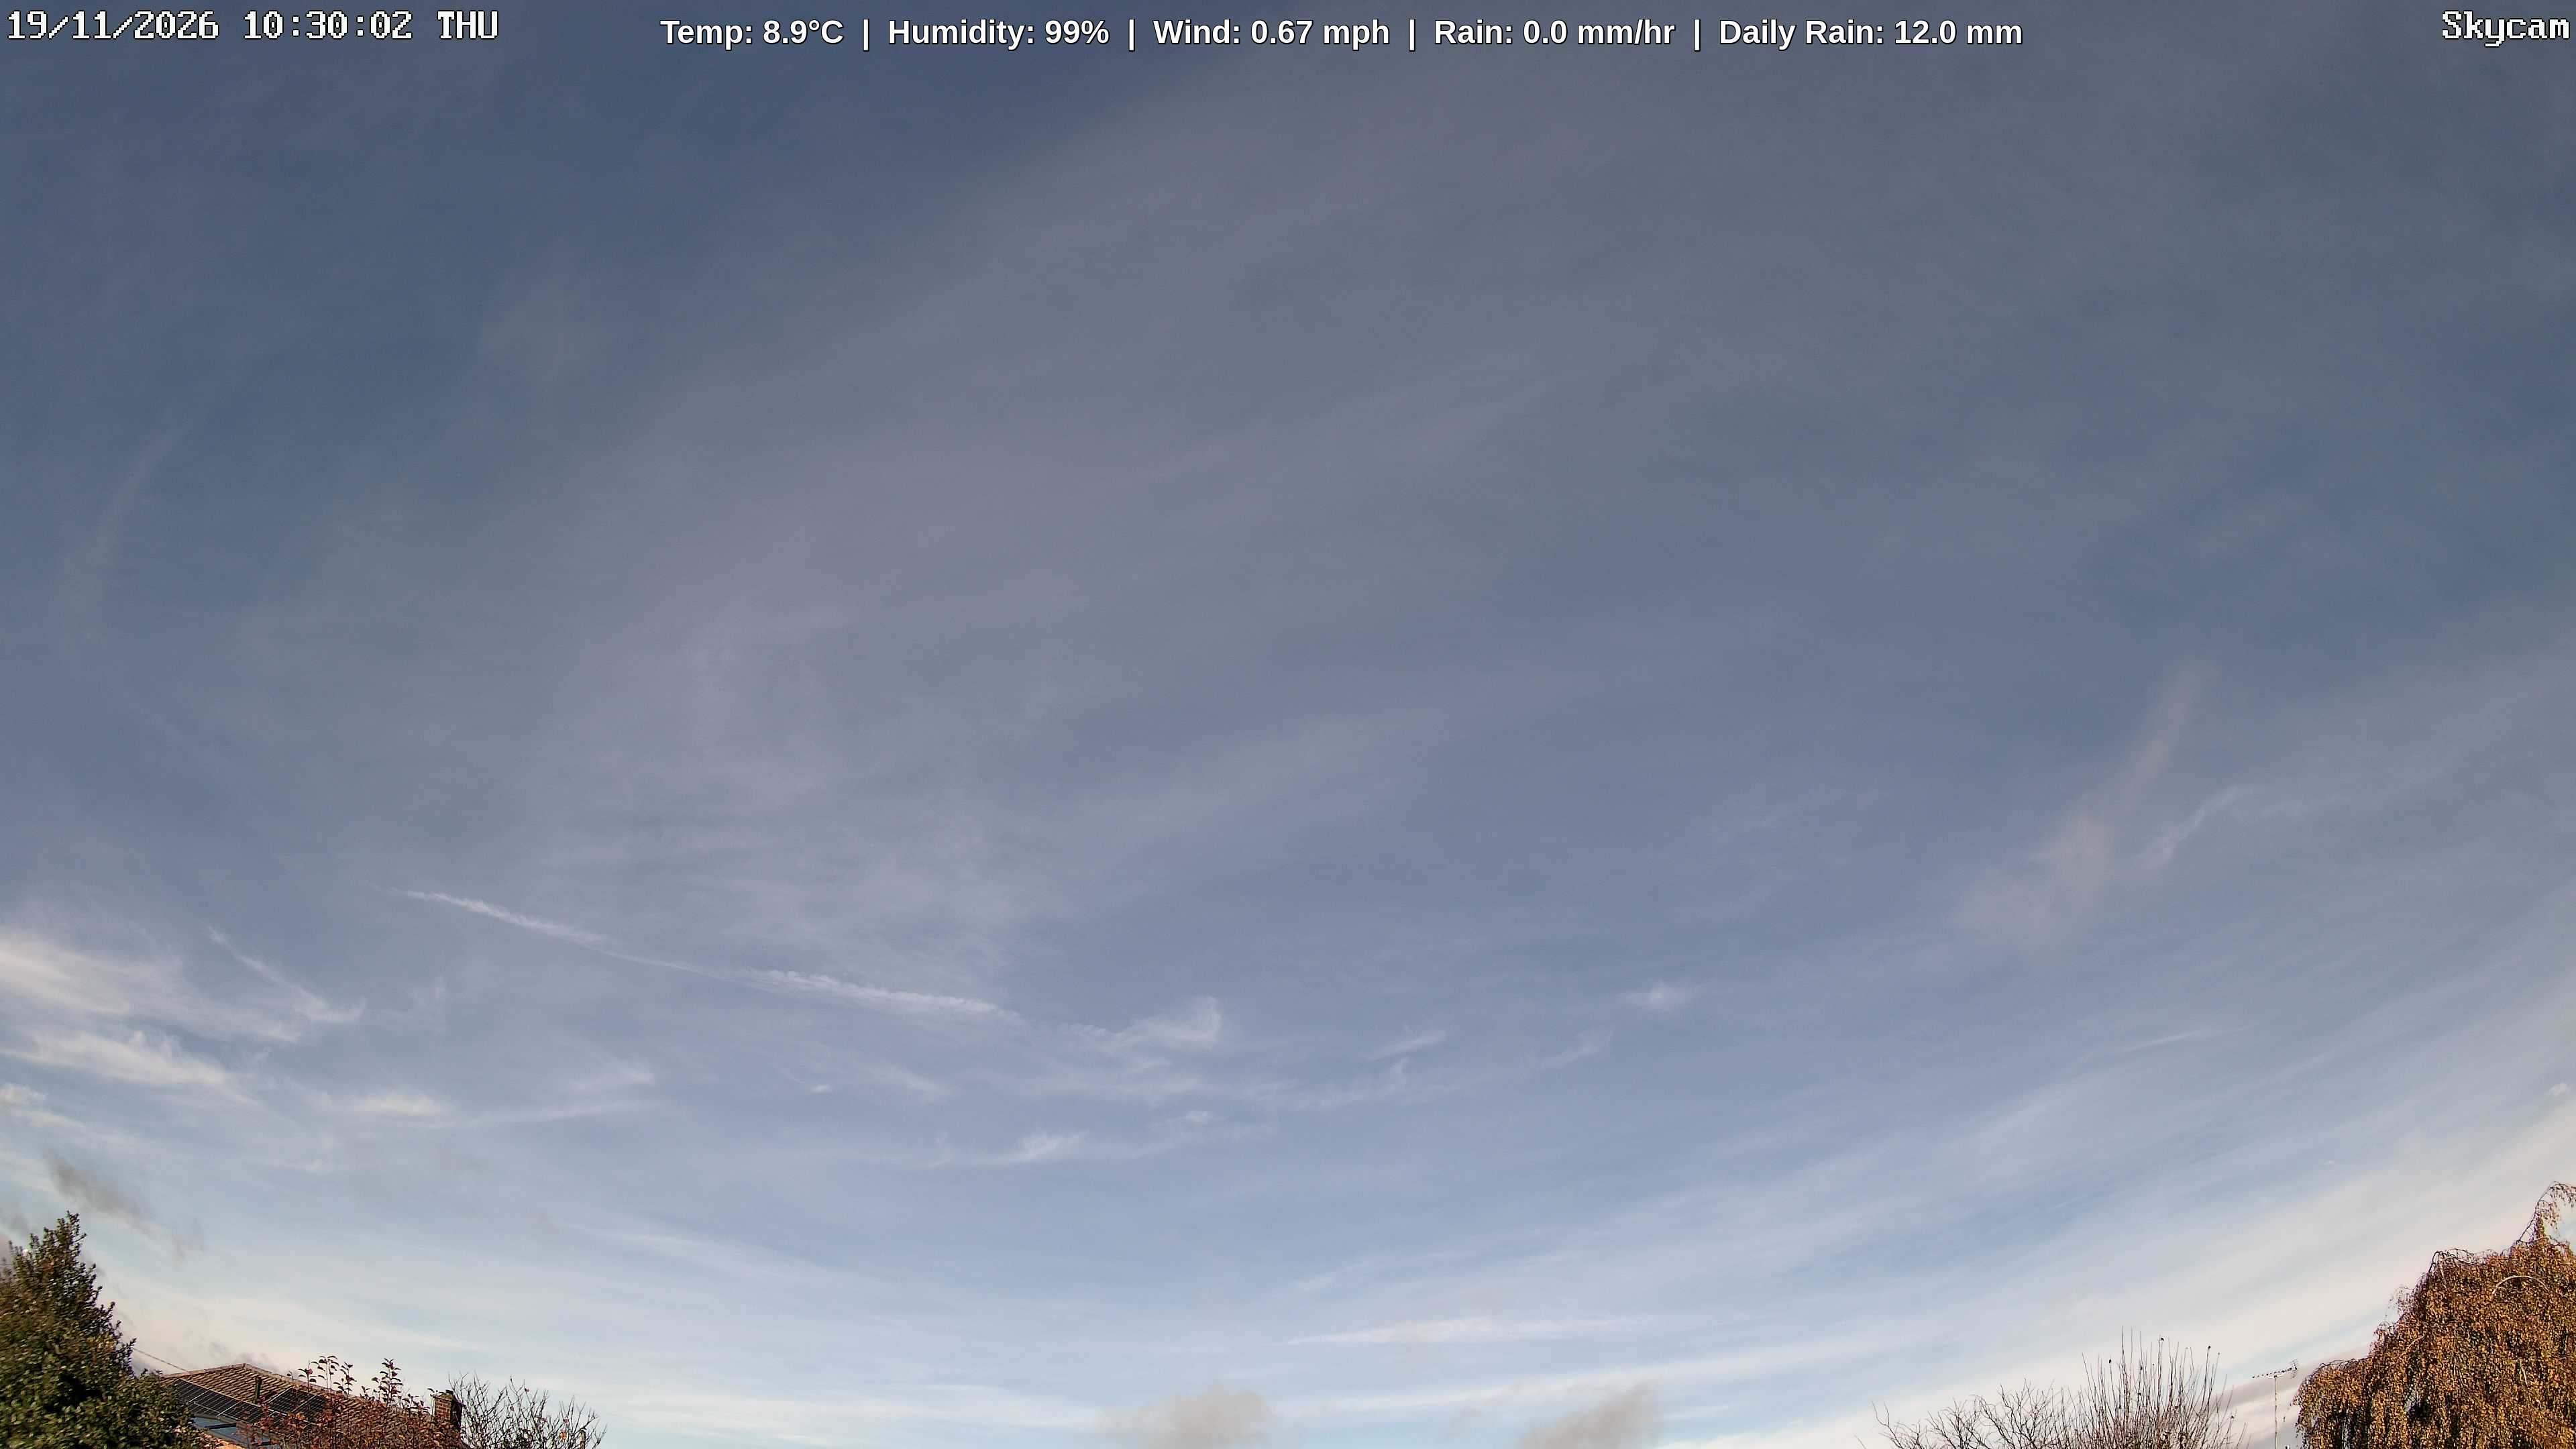 19/11/2026 10:30:02 THU
Temp: 8.9°C | Humidity: 99% | Wind: 0.67 mph | Rain: 0.0 mm/hr | Daily Rain: 12.0 mm
Skycam